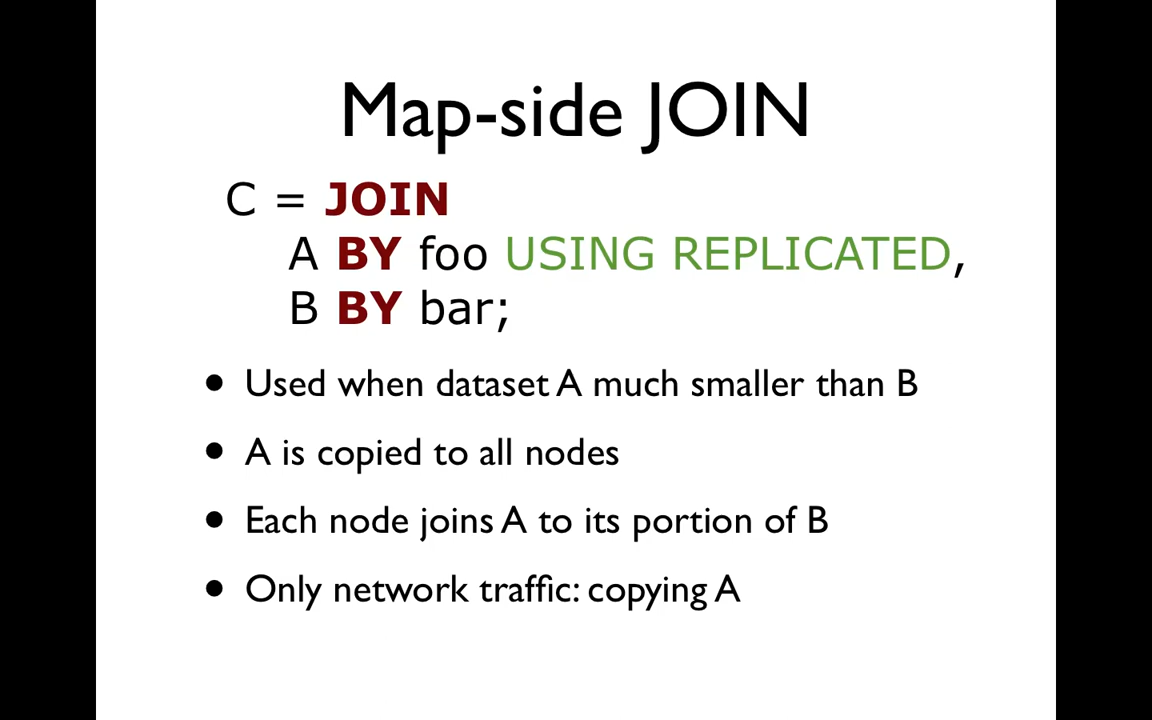 Map-side JOIN
C = JOIN
A BY foo USING REPLICATED,
B BY bar;
• Used when dataset A much smaller than B
• A is copied to all nodes
• Each node joins A to its portion of B
• Only network traffic: copying A